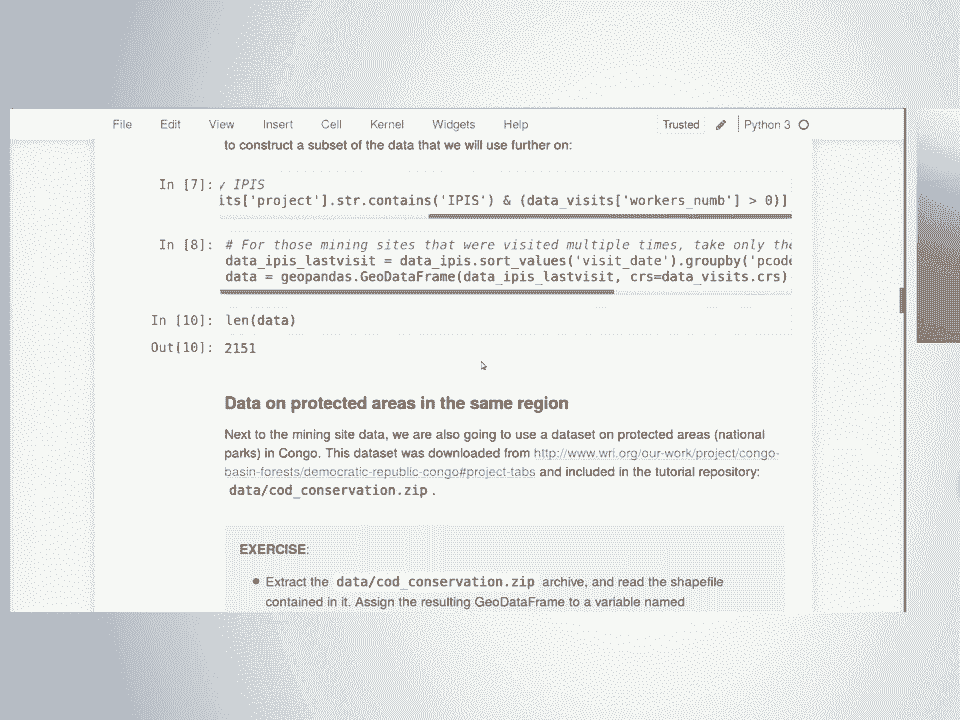 File Edit View Insert Cell Kernel Widgets Help Trusted Python 3
to construct a subset of the data that we will use further on:
In [7]: IPIS
its['project'].str.contains('IPIS') & (data_visits['workers_numb'] > 0)]
In [8]: # For those mining sites that were visited multiple times, take only the
data_ipis_lastvisit = data_ipis.sort_values('visit_date').groupby('pcode
data = geopandas.GeoDataFrame(data_ipis_lastvisit, crs=data_visits.crs)
In [10]: len(data)
Out[10]: 2151
Data on protected areas in the same region
Next to the mining site data, we are also going to use a dataset on protected areas (national
parks) in Congo. This dataset was downloaded from http://www.wri.org/our-work/project/congo-
basin-forests/democratic-republic-congo#project-tabs and included in the tutorial repository:
data/cod_conservation.zip .
EXERCISE:
• Extract the data/cod_conservation.zip archive, and read the shapefile
contained in it. Assign the resulting GeoDataFrame to a variable named